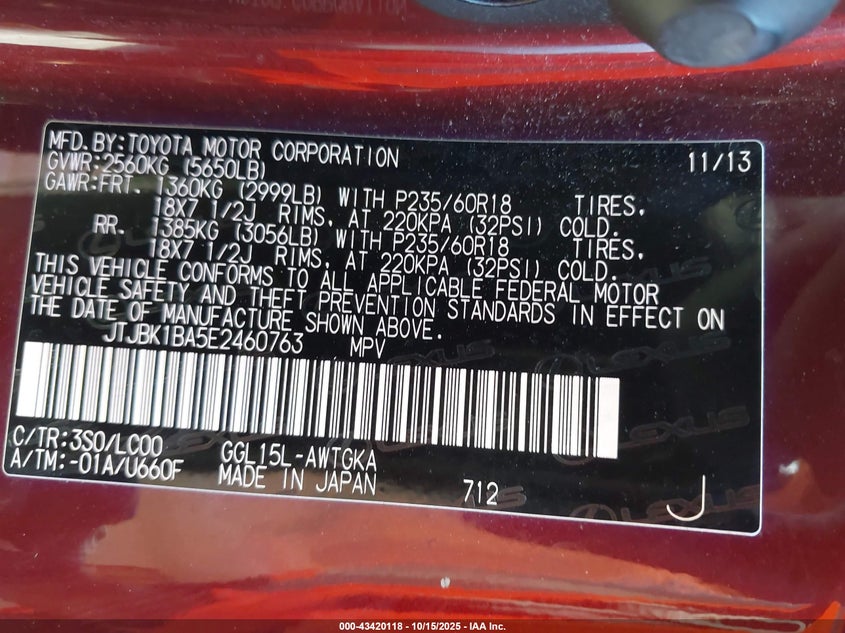 MFD.BY:TOYOTA MOTOR CORPORATION 11/13
GVWR:2560KG (5650LB)
GAWR:FRT. 1360KG (2999LB) WITH P235/60R18 TIRES,
18X7 1/2J RIMS, AT 220KPA (32PSI) COLD.
RR. 1385KG (3056LB) WITH P235/60R18 TIRES,
18X7 1/2J RIMS, AT 220KPA (32PSI) COLD.
THIS VEHICLE CONFORMS TO ALL APPLICABLE FEDERAL MOTOR
VEHICLE SAFETY AND THEFT PREVENTION STANDARDS IN EFFECT ON
THE DATE OF MANUFACTURE SHOWN ABOVE.
JTJBK1BA5E2460763 MPV
C/TR:3S0/LC00 GGL15L-AWTGKA
A/TM:-01A/U660F MADE IN JAPAN 712 J
LEXUS
000-43420118 - 10/15/2025 - IAA Inc.